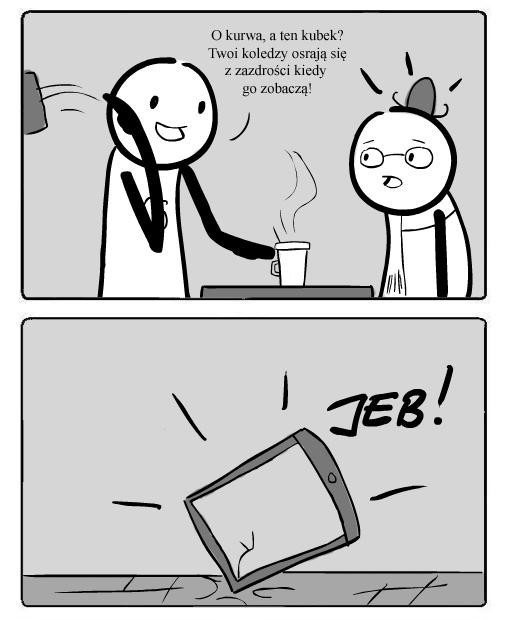 O kurwa, a ten kubek?
Twoi koledzy osrają się
z zazdrości kiedy
go zobaczą!
JEB!